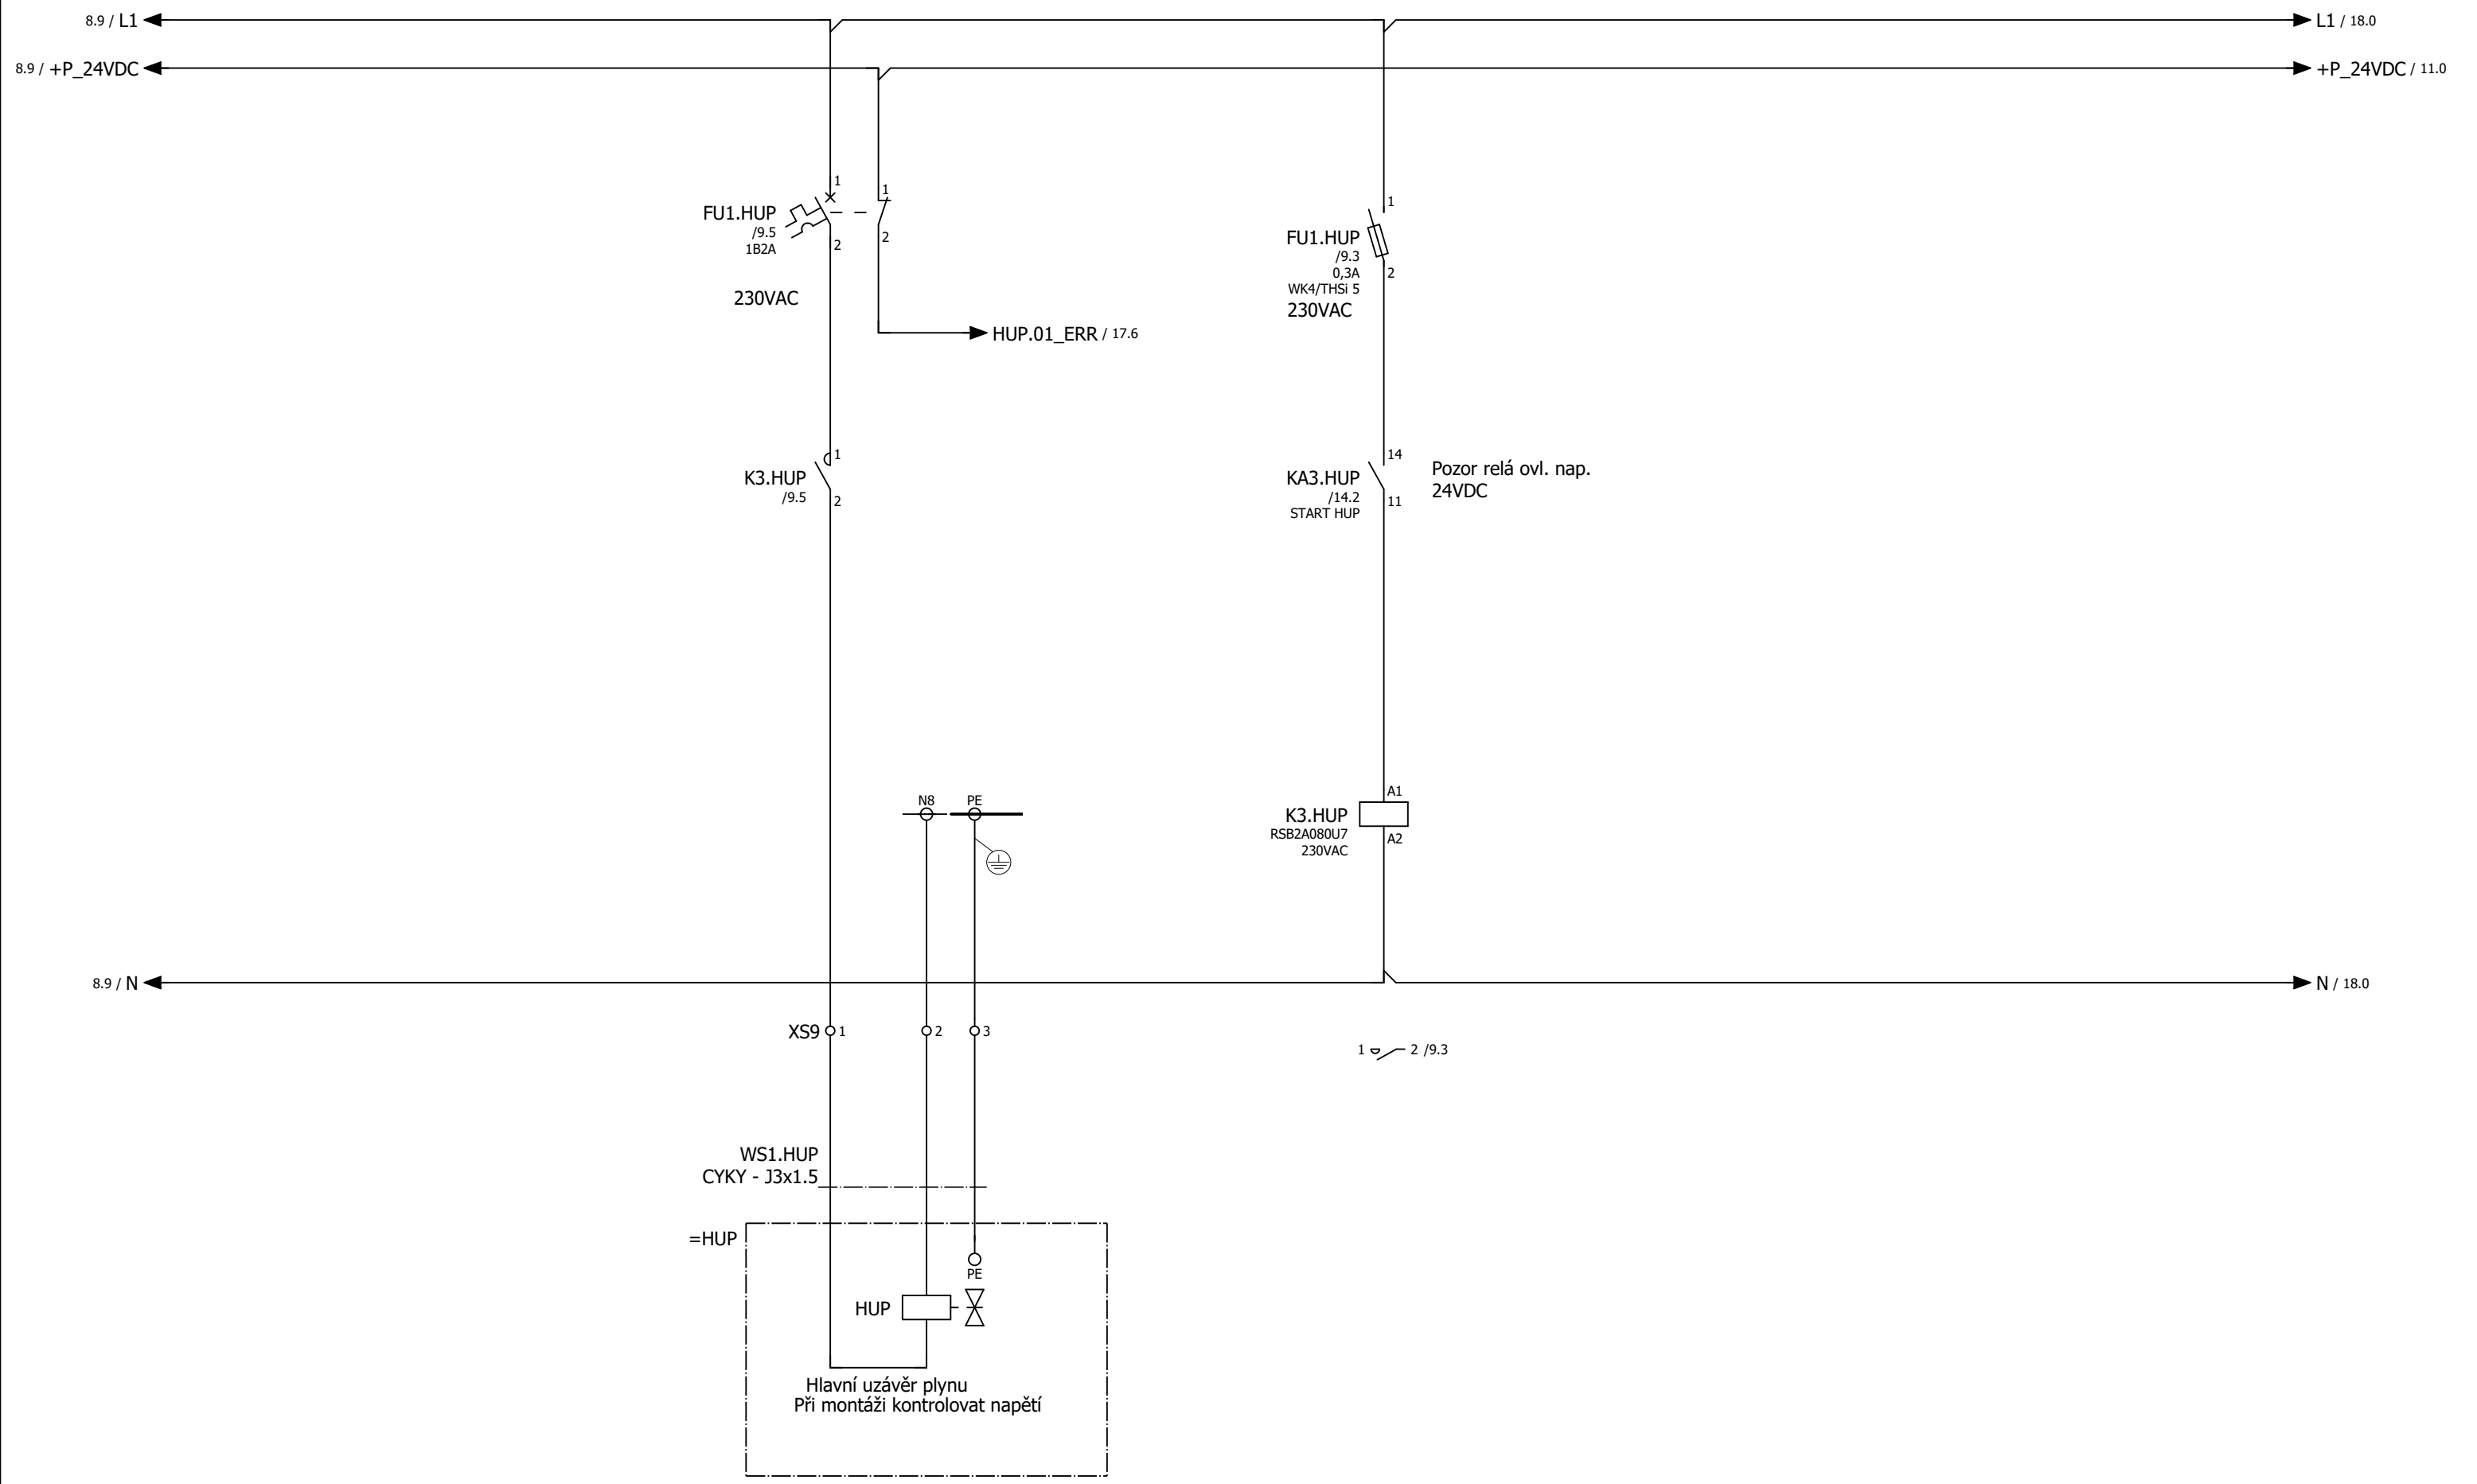 8.9 / L1
L1 / 18.0
8.9 / +P_24VDC
+P_24VDC / 11.0
1
1
FU1.HUP
/9.5
1B2A
2
2
230VAC
HUP.01_ERR / 17.6
1
FU1.HUP
/9.3
0,3A
2
WK4/THSi 5
230VAC
1
K3.HUP
/9.5
2
14
KA3.HUP
/14.2
11
START HUP
Pozor relá ovl. nap.
24VDC
N8
PE
A1
K3.HUP
RSB2A080U7
A2
230VAC
8.9 / N
N / 18.0
XS9
1
2
3
1
2 /9.3
WS1.HUP
CYKY - J3x1.5
=HUP
PE
HUP
Hlavní uzávěr plynu
Při montáži kontrolovat napětí